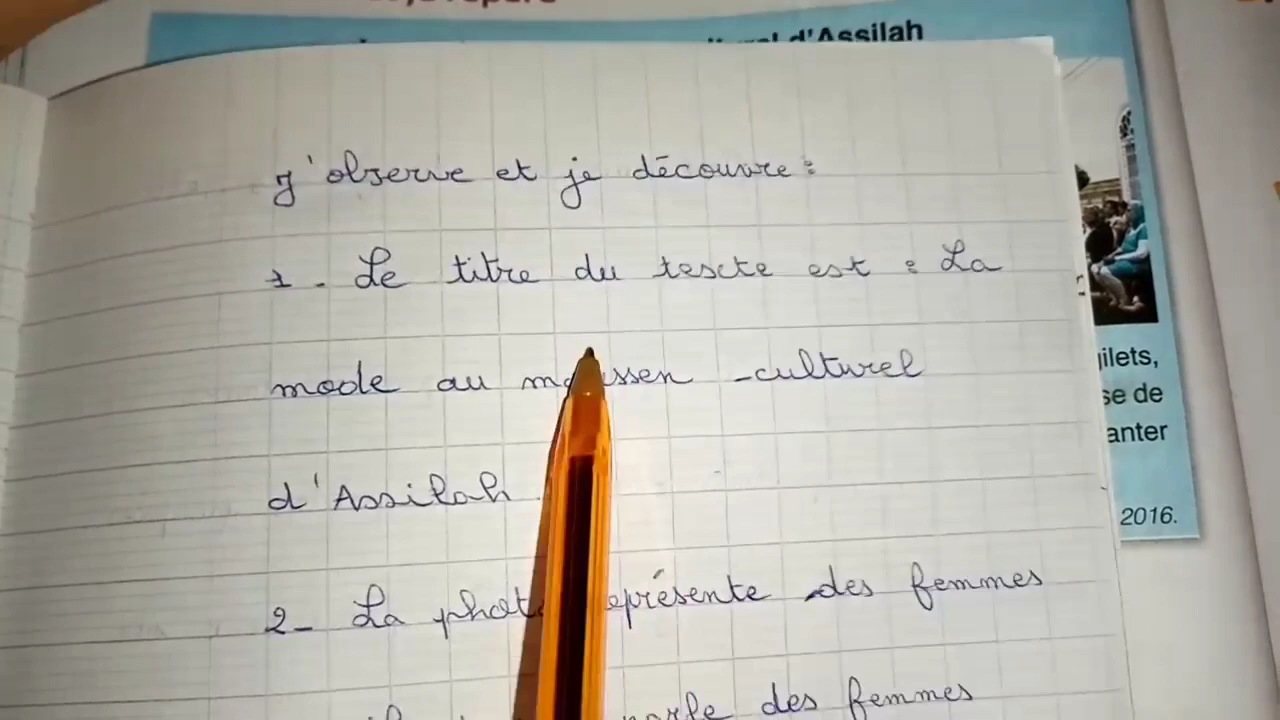 d'Assilah
J'observe et je découvre :
1 - Le titre du texte est : La
mode au moussem culturel
d'Assilah
2 - La photo représente des femmes
parle des femmes
gilets,
se de
anter
2016.